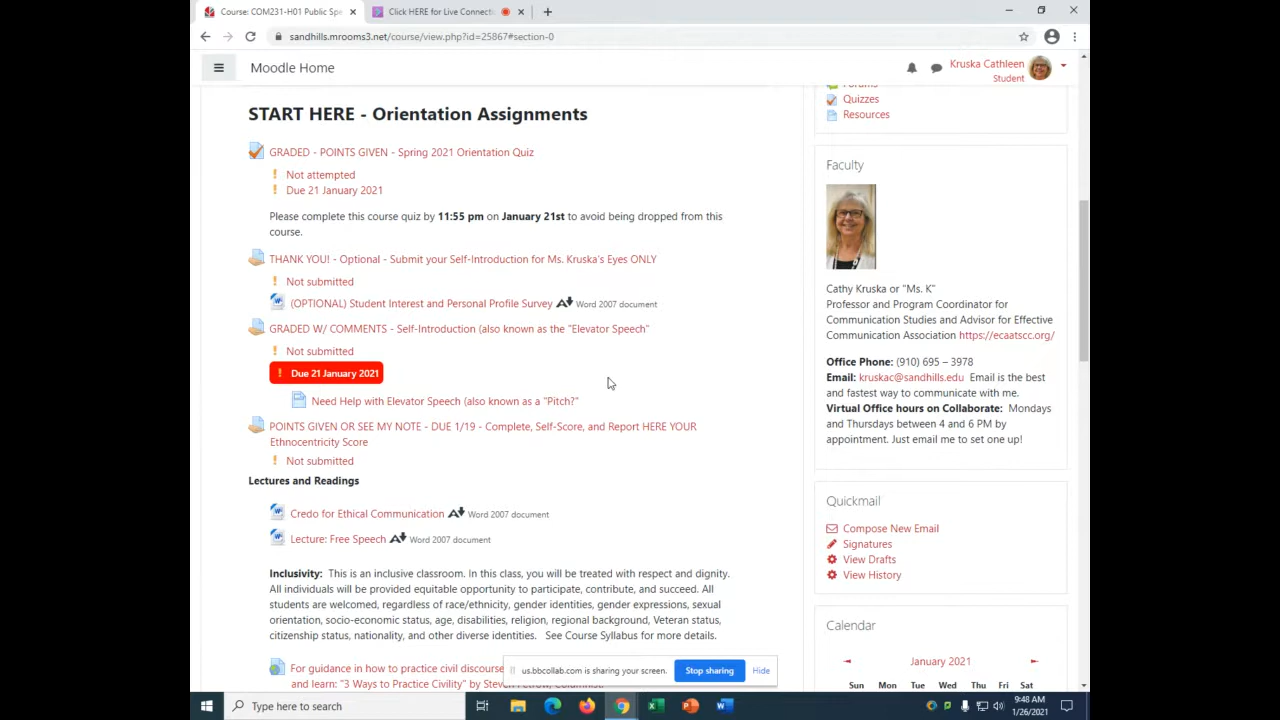 Course: COM231-H01 Public Spe
Click HERE for Live Connecti
sandhills.mrooms3.net/course/view.php?id=25867#section-0
Moodle Home
Kruska Cathleen
Student
START HERE - Orientation Assignments
GRADED - POINTS GIVEN - Spring 2021 Orientation Quiz
Not attempted
Due 21 January 2021
Please complete this course quiz by 11:55 pm on January 21st to avoid being dropped from this
course.
THANK YOU! - Optional - Submit your Self-Introduction for Ms. Kruska's Eyes ONLY
Not submitted
(OPTIONAL) Student Interest and Personal Profile Survey Word 2007 document
GRADED W/ COMMENTS - Self-Introduction (also known as the "Elevator Speech"
Not submitted
Due 21 January 2021
Need Help with Elevator Speech (also known as a "Pitch?"
POINTS GIVEN OR SEE MY NOTE - DUE 1/19 - Complete, Self-Score, and Report HERE YOUR
Ethnocentricity Score
Not submitted
Lectures and Readings
Credo for Ethical Communication Word 2007 document
Lecture: Free Speech Word 2007 document
Inclusivity: This is an inclusive classroom. In this class, you will be treated with respect and dignity.
All individuals will be provided equitable opportunity to participate, contribute, and succeed. All
students are welcomed, regardless of race/ethnicity, gender identities, gender expressions, sexual
orientation, socio-economic status, age, disabilities, religion, regional background, Veteran status,
citizenship status, nationality, and other diverse identities. See Course Syllabus for more details.
For guidance in how to practice civil discourse
and learn: "3 Ways to Practice Civility" by Steven Petrow, Columnist.
Forums
Quizzes
Resources
Faculty
Cathy Kruska or "Ms. K"
Professor and Program Coordinator for
Communication Studies and Advisor for Effective
Communication Association https://ecaatscc.org/
Office Phone: (910) 695 – 3978
Email: kruskac@sandhills.edu Email is the best
and fastest way to communicate with me.
Virtual Office hours on Collaborate: Mondays
and Thursdays between 4 and 6 PM by
appointment. Just email me to set one up!
Quickmail
Compose New Email
Signatures
View Drafts
View History
Calendar
January 2021
Sun Mon Tue Wed Thu Fri Sat
us.bbcollab.com is sharing your screen.
Stop sharing
Hide
Type here to search
9:48 AM
1/26/2021